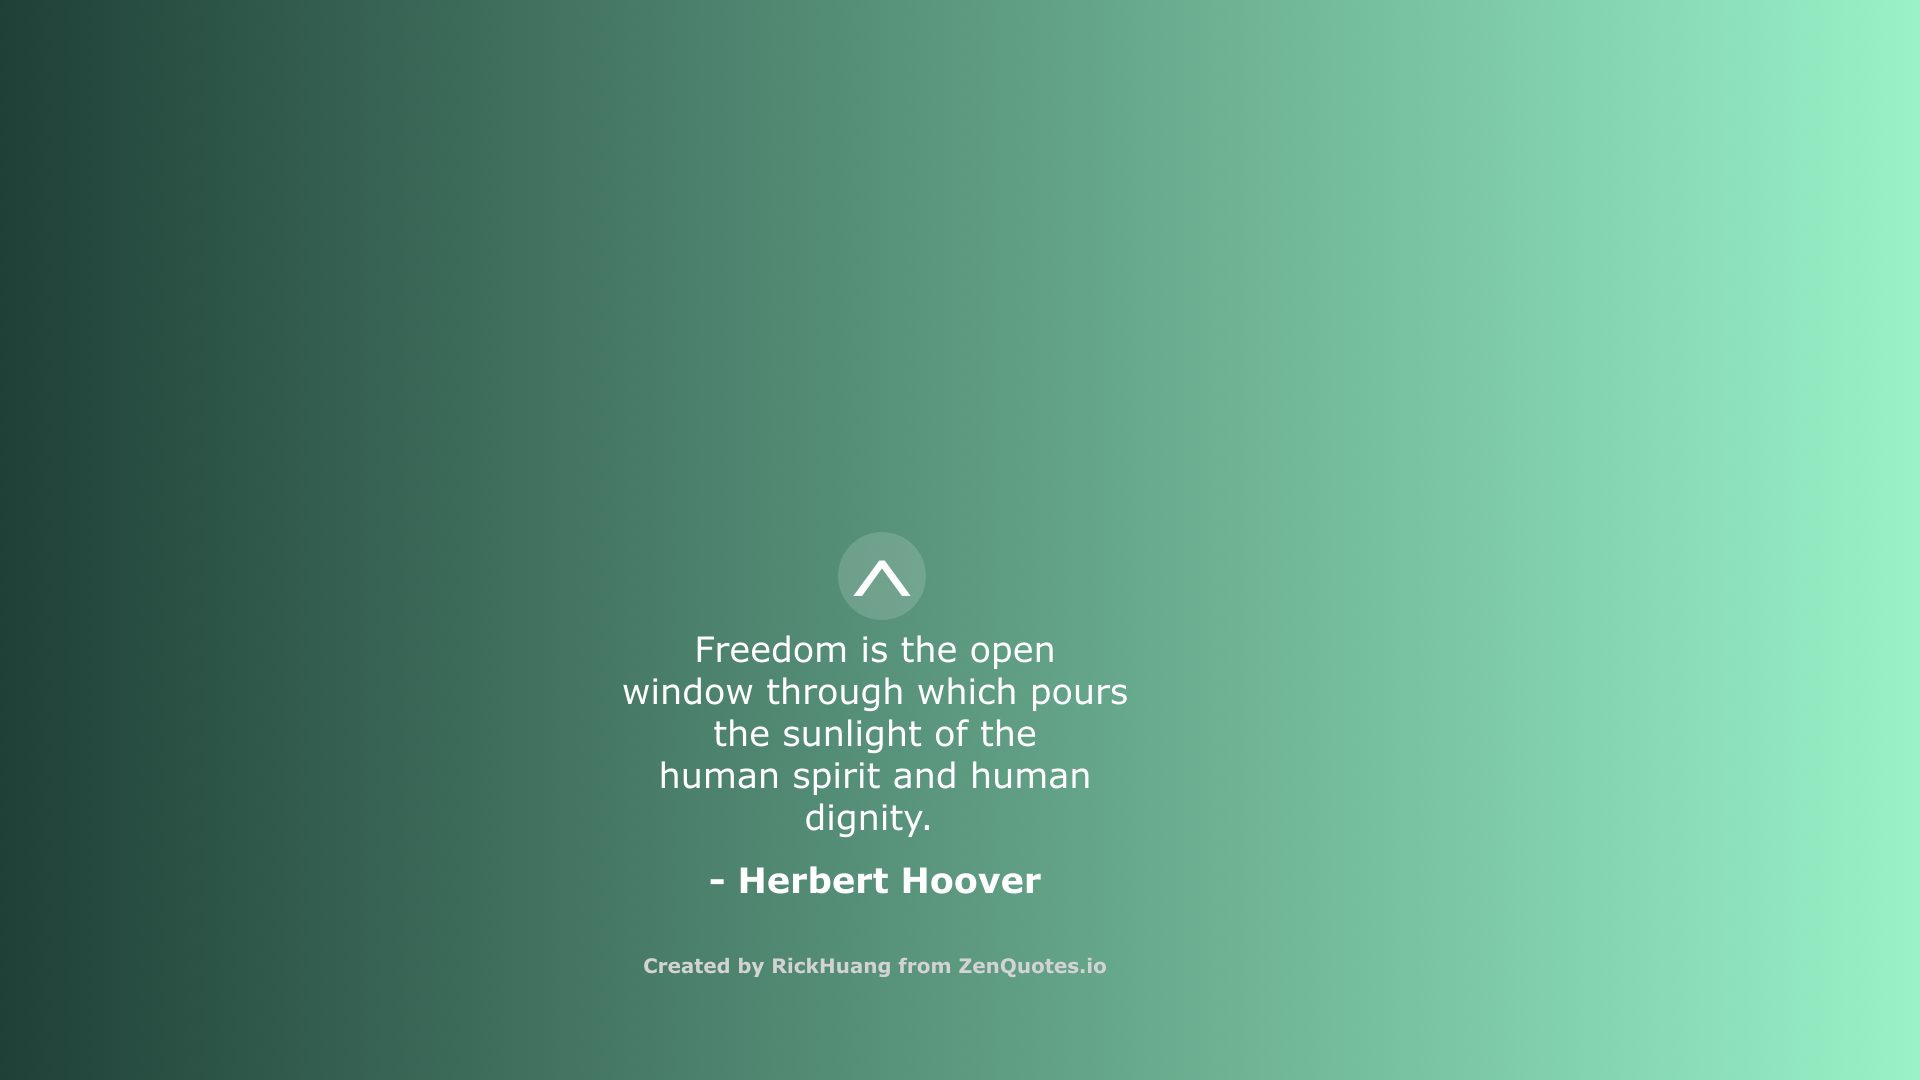 Freedom is the open
window through which pours
the sunlight of the
human spirit and human
dignity.
- Herbert Hoover
Created by RickHuang from ZenQuotes.io